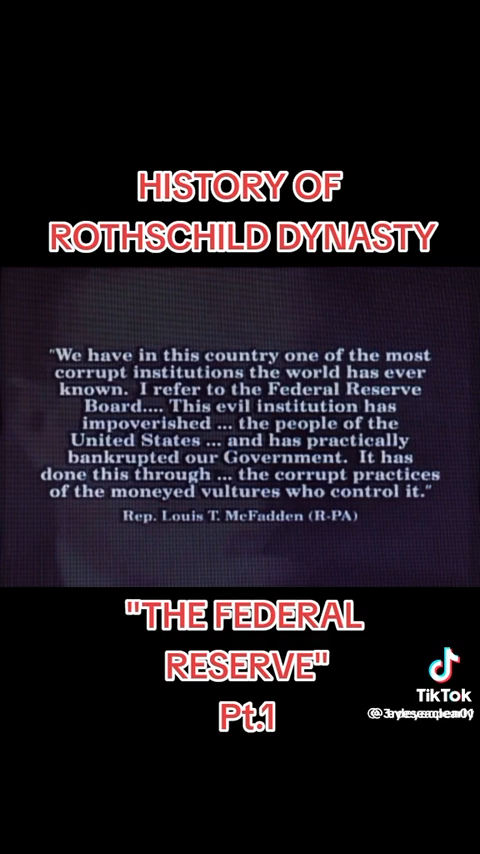 HISTORY OF
ROTHSCHILD DYNASTY
"We have in this country one of the most
corrupt institutions the world has ever
known. I refer to the Federal Reserve
Board.... This evil institution has
impoverished ... the people of the
United States ... and has practically
bankrupted our Government. It has
done this through ... the corrupt practices
of the moneyed vultures who control it."
Rep. Louis T. McFadden (R-PA)
"THE FEDERAL
RESERVE"
Pt.1
TikTok